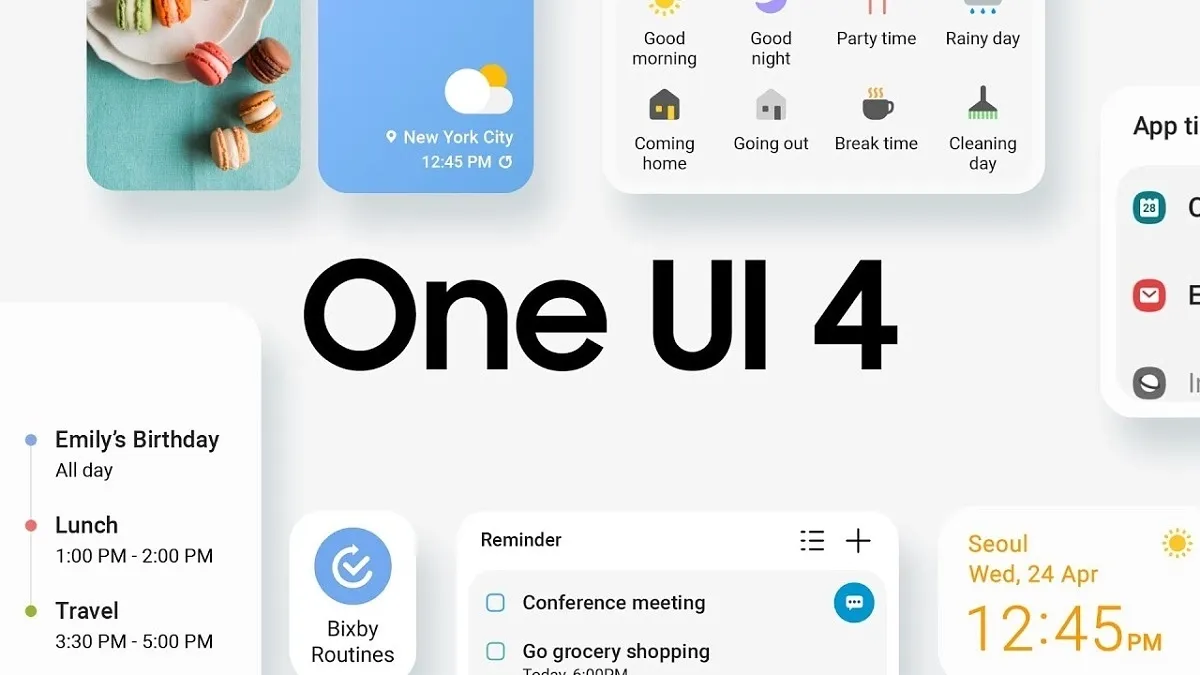 New York City
12:45 PM
Good
morning
Good
night
Party time
Rainy day
Coming
home
Going out
Break time
Cleaning
day
App ti
28
One UI 4
Emily's Birthday
All day
Lunch
1:00 PM - 2:00 PM
Travel
3:30 PM - 5:00 PM
Bixby
Routines
Reminder
Conference meeting
Go grocery shopping
Today, 6:00PM
Seoul
Wed, 24 Apr
12:45PM